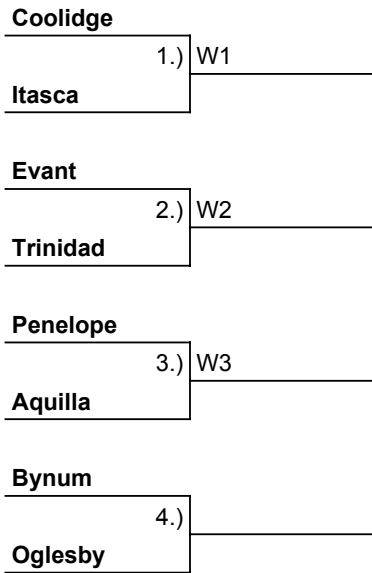 Coolidge
1.) W1
Itasca
Evant
2.) W2
Trinidad
Penelope
3.) W3
Aquilla
Bynum
4.)
Oglesby